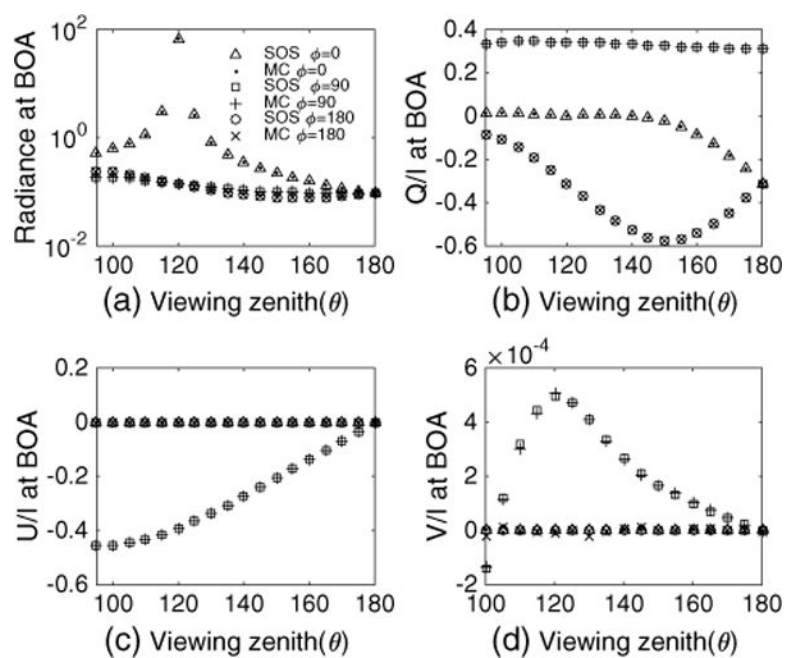 10^2
10^0
10^-2
Radiance at BOA
SOS ϕ=0
MC ϕ=0
SOS ϕ=90
MC ϕ=90
SOS ϕ=180
MC ϕ=180
100 120 140 160 180
(a) Viewing zenith(θ)
0.4
0.2
0
-0.2
-0.4
-0.6
Q/I at BOA
100 120 140 160 180
(b) Viewing zenith(θ)
0.2
0
-0.2
-0.4
-0.6
U/I at BOA
100 120 140 160 180
(c) Viewing zenith(θ)
×10^-4
6
4
2
0
-2
V/I at BOA
100 120 140 160 180
(d) Viewing zenith(θ)